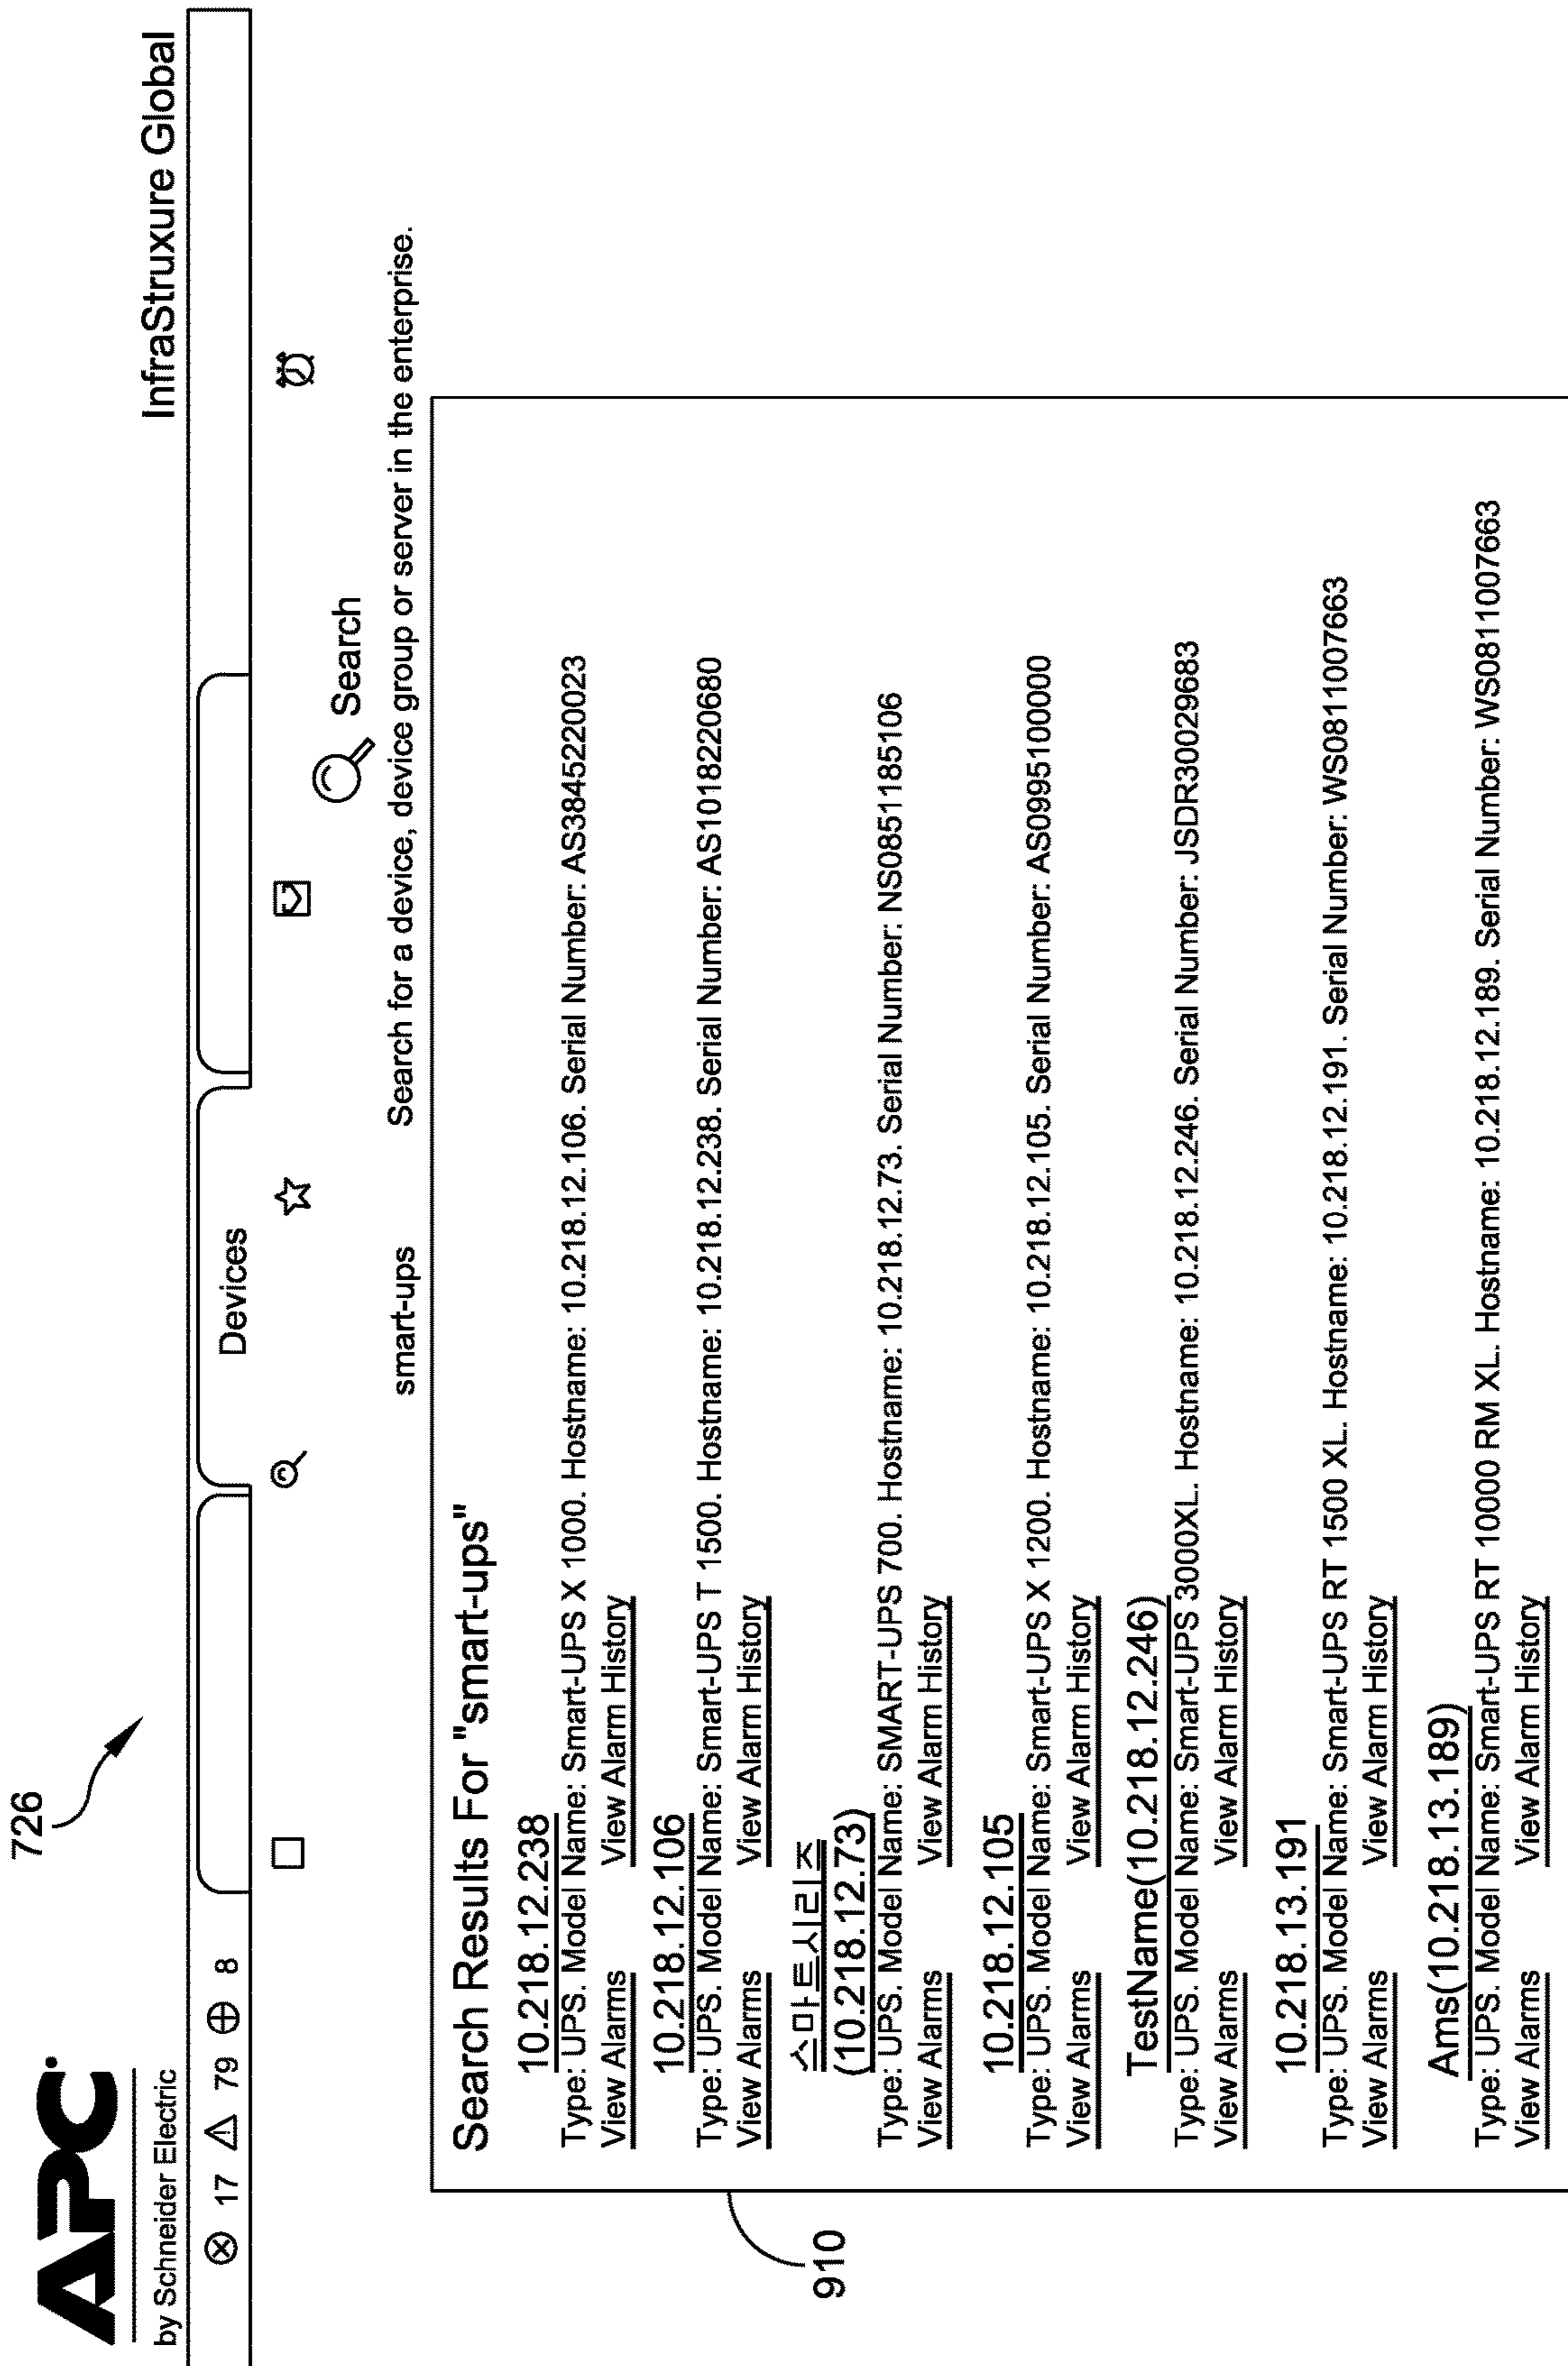 726
APC
by Schneider Electric
InfraStruxure Global
17 79 8
Devices
Search
smart-ups
Search for a device, device group or server in the enterprise.
Search Results For "smart-ups"
10.218.12.238
Type: UPS. Model Name: Smart-UPS X 1000. Hostname: 10.218.12.106. Serial Number: AS3845220023
View Alarms View Alarm History
10.218.12.106
Type: UPS. Model Name: Smart-UPS T 1500. Hostname: 10.218.12.238. Serial Number: AS1018220680
View Alarms View Alarm History
스마트시리즈
(10.218.12.73)
Type: UPS. Model Name: SMART-UPS 700. Hostname: 10.218.12.73. Serial Number: NS0851185106
View Alarms View Alarm History
10.218.12.105
Type: UPS. Model Name: Smart-UPS X 1200. Hostname: 10.218.12.105. Serial Number: AS0995100000
View Alarms View Alarm History
TestName(10.218.12.246)
Type: UPS. Model Name: Smart-UPS 3000XL. Hostname: 10.218.12.246. Serial Number: JSDR30029683
View Alarms View Alarm History
10.218.13.191
Type: UPS. Model Name: Smart-UPS RT 1500 XL. Hostname: 10.218.12.191. Serial Number: WS0811007663
View Alarms View Alarm History
Ams(10.218.13.189)
Type: UPS. Model Name: Smart-UPS RT 10000 RM XL. Hostname: 10.218.12.189. Serial Number: WS0811007663
View Alarms View Alarm History
910